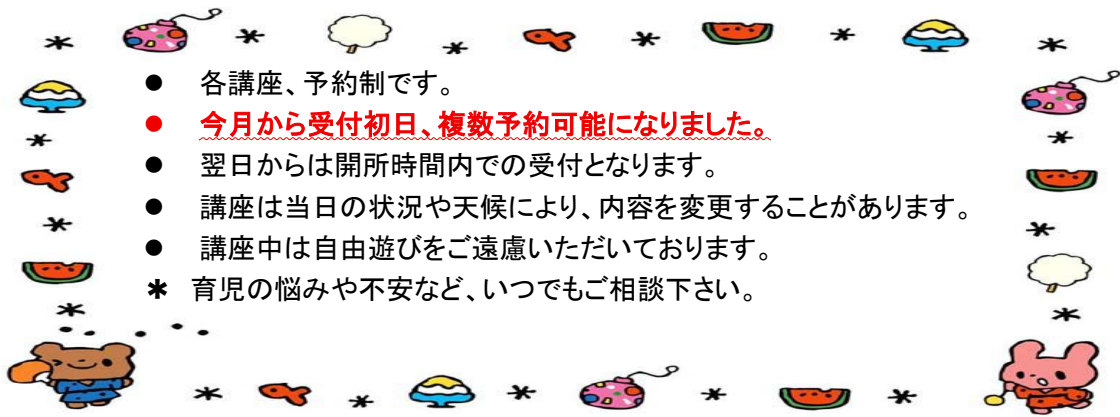 ● 各講座、予約制です。
● 今月から受付初日、複数予約可能になりました。
● 翌日からは開所時間内での受付となります。
● 講座は当日の状況や天候により、内容を変更することがあります。
● 講座中は自由遊びをご遠慮いただいております。
＊ 育児の悩みや不安など、いつでもご相談下さい。